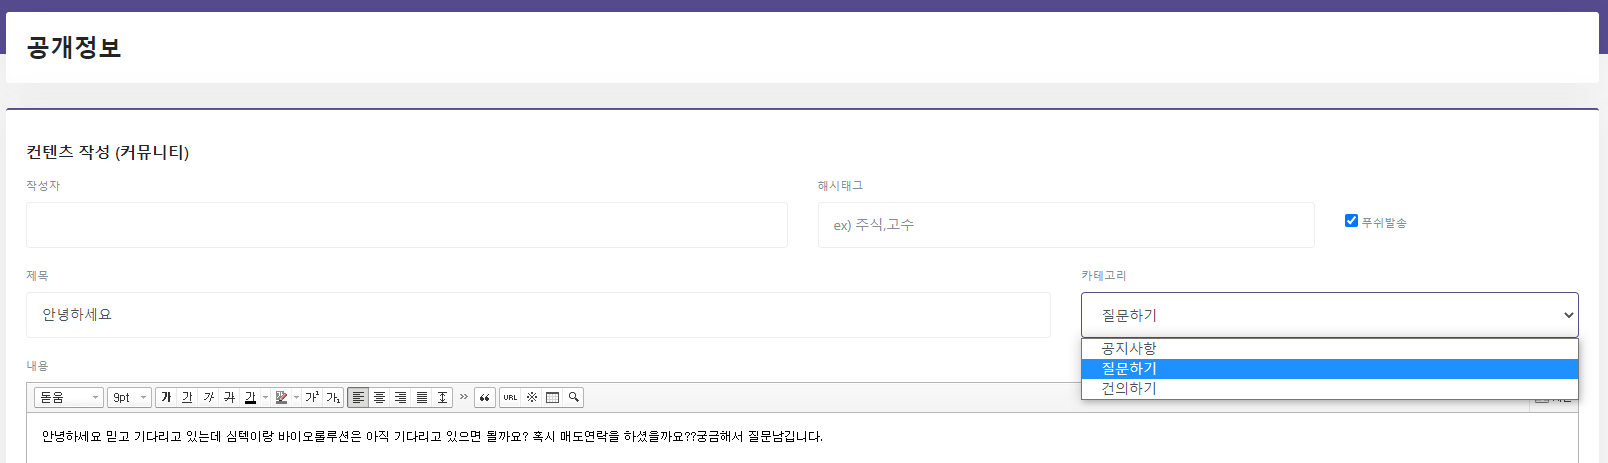 공개정보
컨텐츠 작성 (커뮤니티)
작성자
해시태그
ex) 주식,고수
푸쉬발송
제목
카테고리
안녕하세요
질문하기
공지사항
질문하기
건의하기
내용
돋움 9pt 가 가 가 가 가 가² 가₁ » “ URL ※
안녕하세요 믿고 기다리고 있는데 심텍이랑 바이오롤루션은 아직 기다리고 있으면 될까요? 혹시 매도연락을 하셨을까요??궁금해서 질문남깁니다.